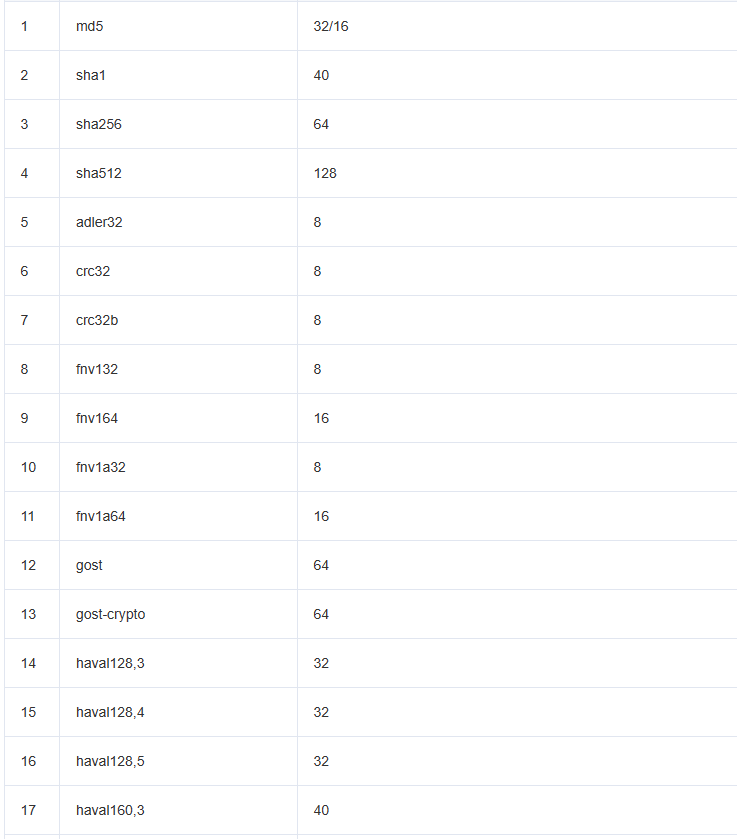 1 md5 32/16
2 sha1 40
3 sha256 64
4 sha512 128
5 adler32 8
6 crc32 8
7 crc32b 8
8 fnv132 8
9 fnv164 16
10 fnv1a32 8
11 fnv1a64 16
12 gost 64
13 gost-crypto 64
14 haval128,3 32
15 haval128,4 32
16 haval128,5 32
17 haval160,3 40